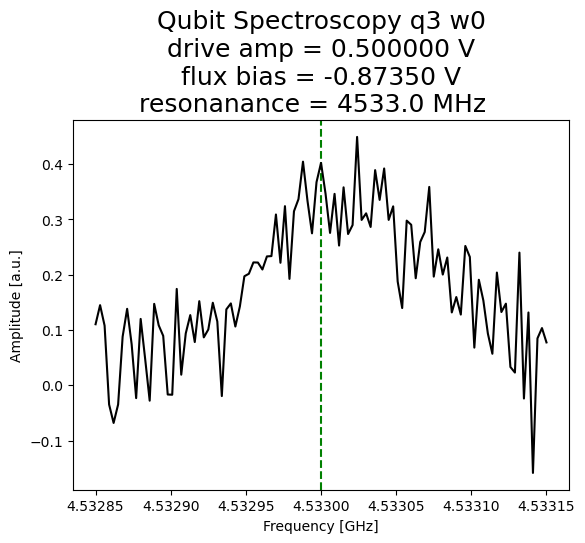 Qubit Spectroscopy q3 w0
drive amp = 0.500000 V
flux bias = -0.87350 V
resonanance = 4533.0 MHz
Amplitude [a.u.]
0.4
0.3
0.2
0.1
0.0
−0.1
4.53285 4.53290 4.53295 4.53300 4.53305 4.53310 4.53315
Frequency [GHz]